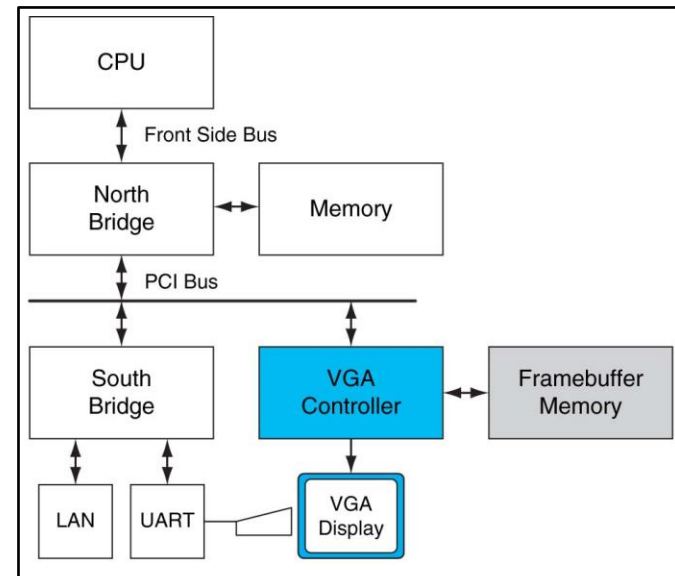 CPU
Front Side Bus
North
Bridge
Memory
PCI Bus
South
Bridge
VGA
Controller
Framebuffer
Memory
LAN
UART
VGA
Display